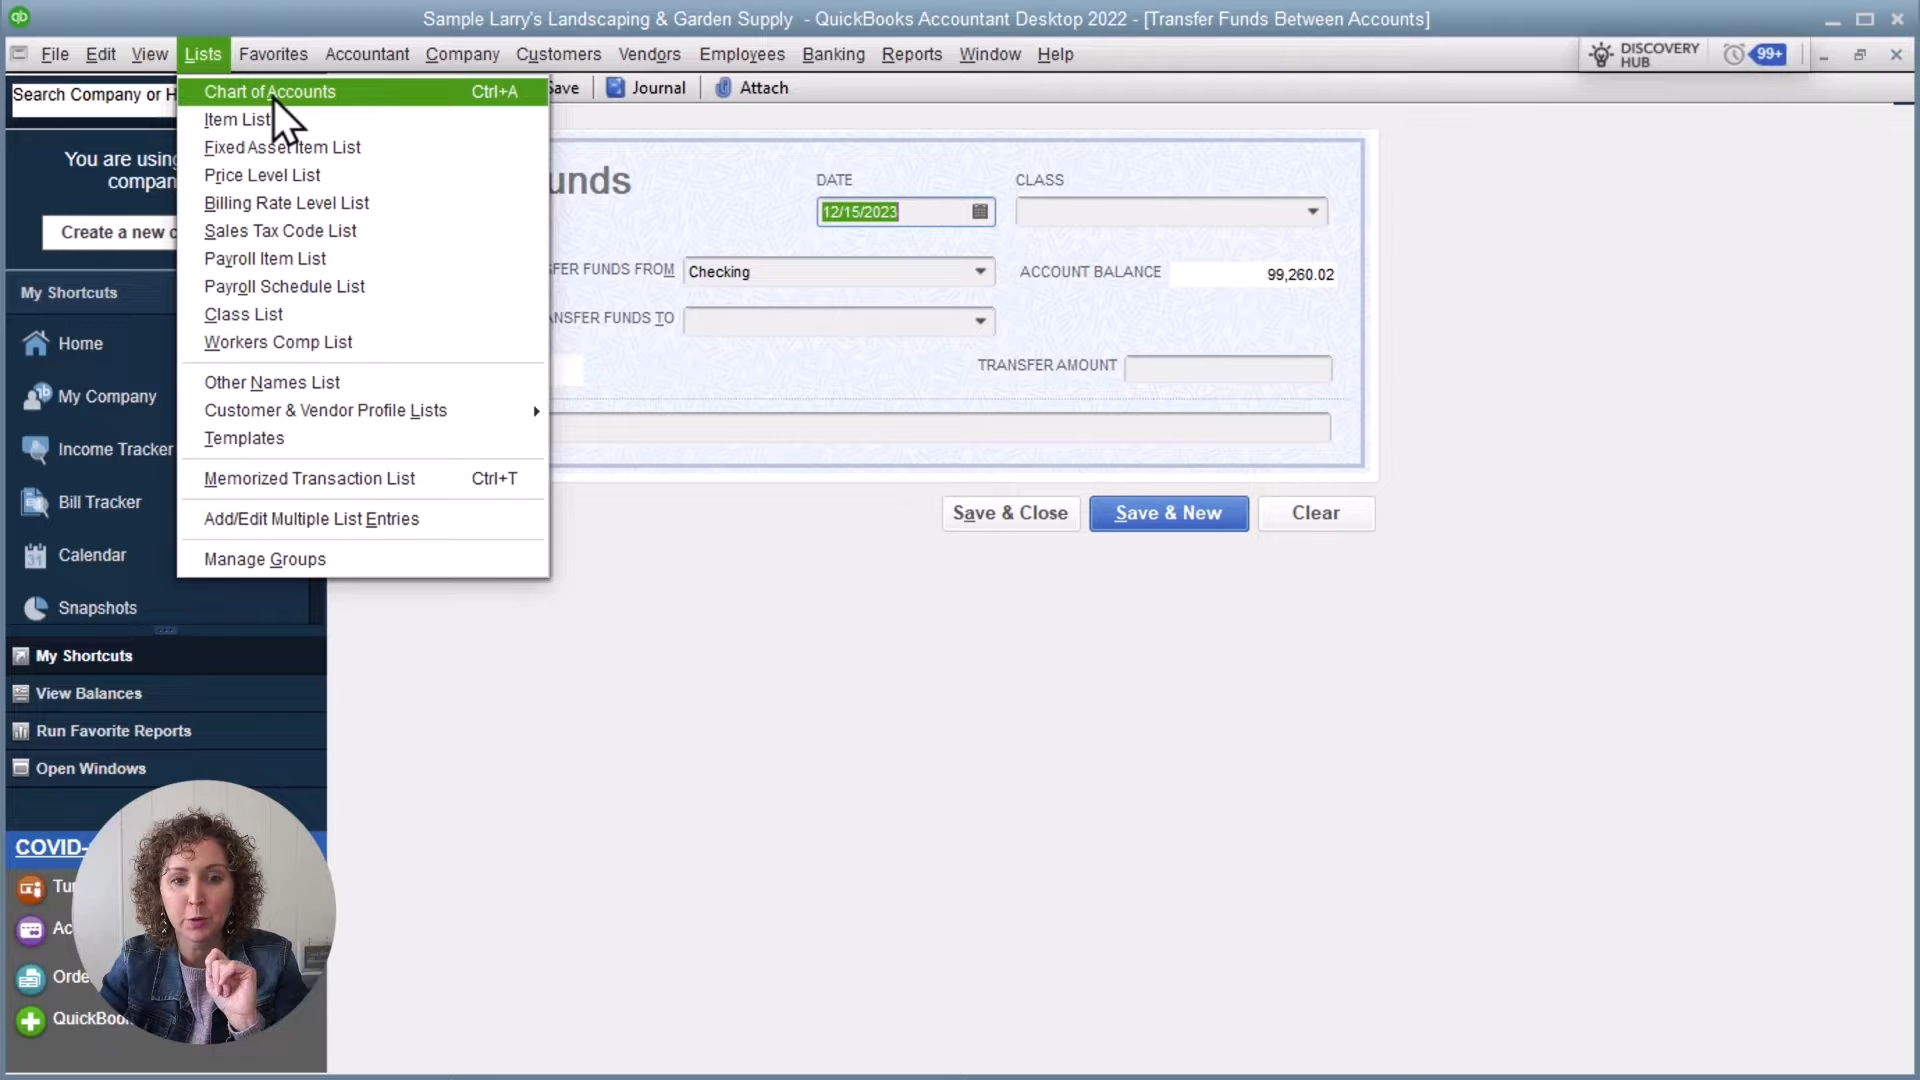 qb
Sample Larry's Landscaping & Garden Supply - QuickBooks Accountant Desktop 2022 - [Transfer Funds Between Accounts]
File Edit View Lists Favorites Accountant Company Customers Vendors Employees Banking Reports Window Help
DISCOVERY HUB 99+
Search Company or H
Chart of Accounts Ctrl+A
Item List
Fixed Asset Item List
Price Level List
Billing Rate Level List
Sales Tax Code List
Payroll Item List
Payroll Schedule List
Class List
Workers Comp List
Other Names List
Customer & Vendor Profile Lists
Templates
Memorized Transaction List Ctrl+T
Add/Edit Multiple List Entries
Manage Groups
ave Journal Attach
unds
DATE CLASS
12/15/2023
FER FUNDS FROM Checking ACCOUNT BALANCE 99,260.02
NSFER FUNDS TO
TRANSFER AMOUNT
Save & Close Save & New Clear
You are using
compan
Create a new c
My Shortcuts
Home
My Company
Income Tracker
Bill Tracker
31 Calendar
Snapshots
My Shortcuts
View Balances
Run Favorite Reports
Open Windows
COVID-
Tu
Ac
Orde
QuickBoo